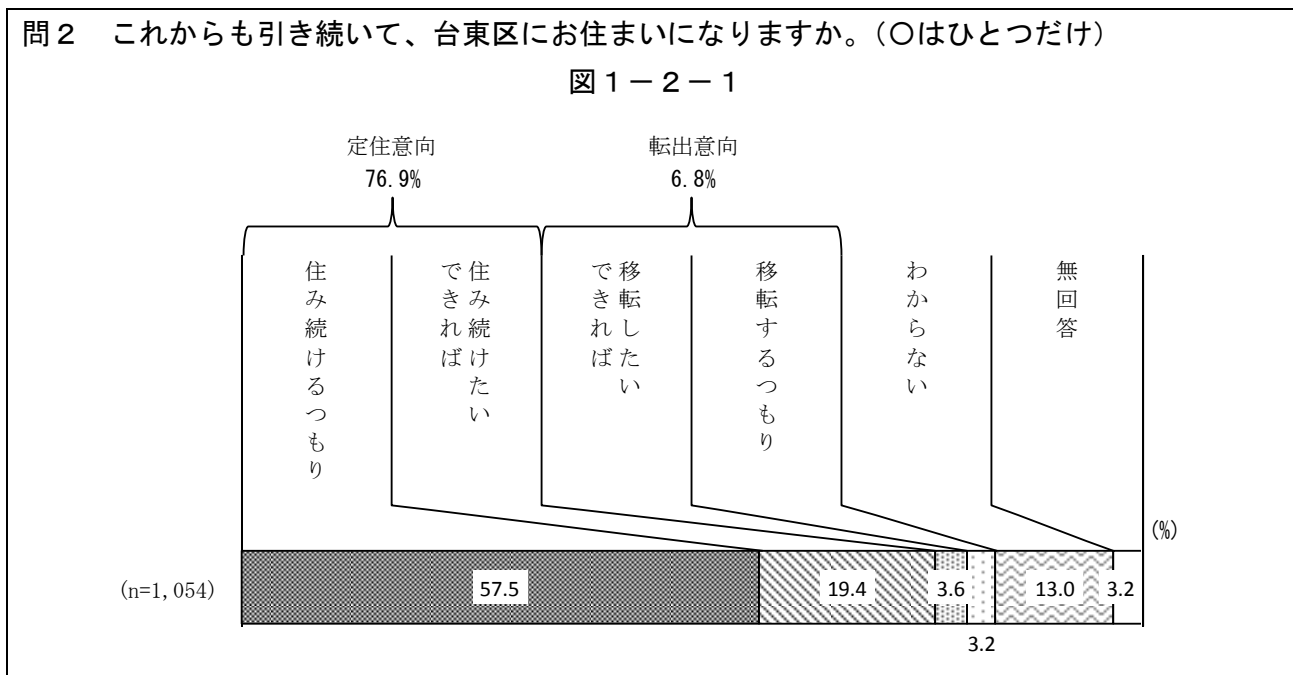 問２　これからも引き続いて、台東区にお住まいになりますか。（○はひとつだけ）
図１－２－１
定住意向
76.9%
転出意向
6.8%
住み続けるつもり
できれば
住み続けたい
できれば
移転したい
移転するつもり
わからない
無回答
(%)
(n=1,054)
57.5
19.4
3.6
3.2
13.0
3.2